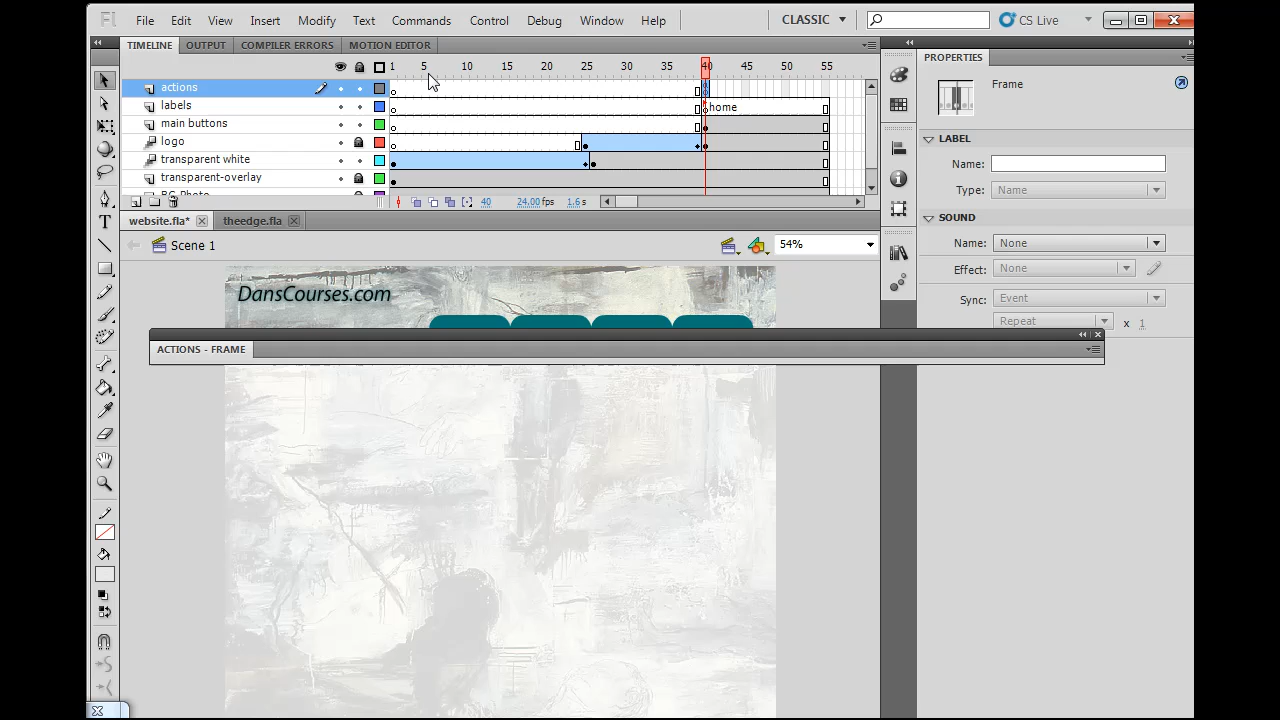 Fl File Edit View Insert Modify Text Commands Control Debug Window Help CLASSIC CS Live
TIMELINE OUTPUT COMPILER ERRORS MOTION EDITOR
1 5 10 15 20 25 30 35 40 45 50 55
actions
labels home
main buttons
logo
transparent white
transparent-overlay
BG Photo
40 24.00 fps 1.6 s
website.fla* theedge.fla
Scene 1 54%
DansCourses.com
ACTIONS - FRAME
PROPERTIES
Frame
LABEL
Name:
Type: Name
SOUND
Name: None
Effect: None
Sync: Event
Repeat x 1
T